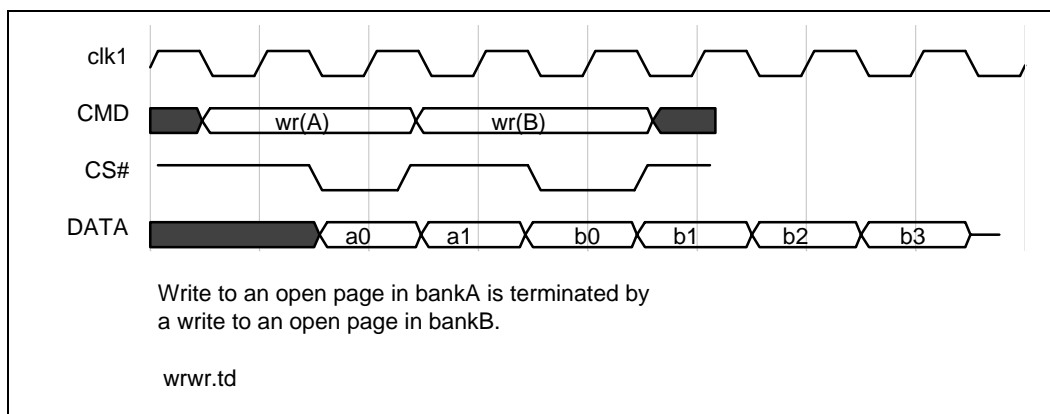 clk1
CMD wr(A) wr(B)
CS#
DATA a0 a1 b0 b1 b2 b3
Write to an open page in bankA is terminated by
a write to an open page in bankB.
wrwr.td